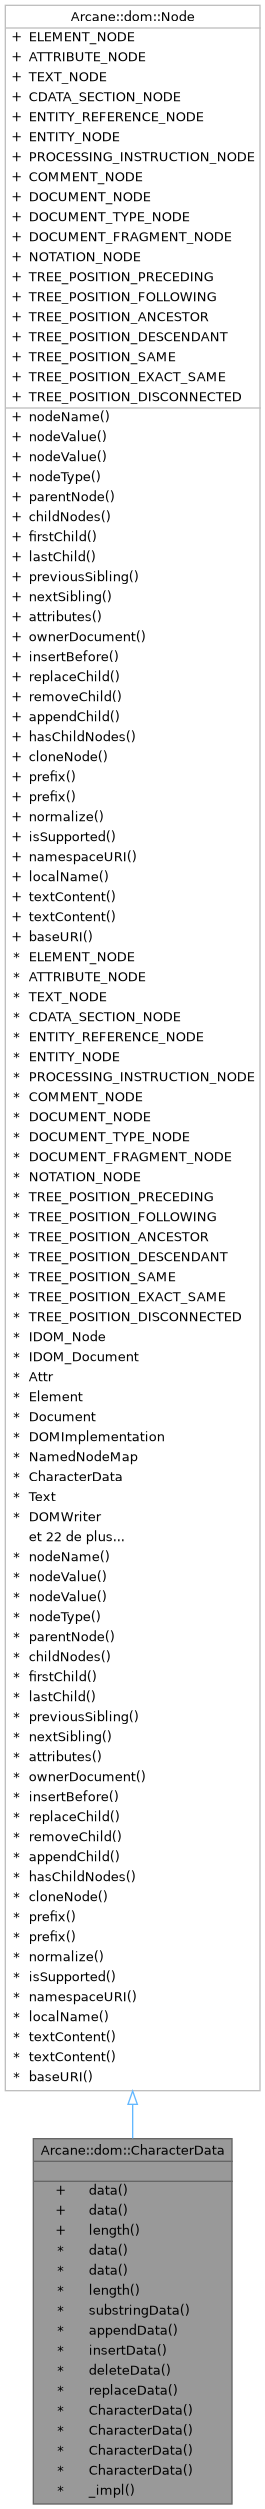 Arcane::dom::Node
+ ELEMENT_NODE
+ ATTRIBUTE_NODE
+ TEXT_NODE
+ CDATA_SECTION_NODE
+ ENTITY_REFERENCE_NODE
+ ENTITY_NODE
+ PROCESSING_INSTRUCTION_NODE
+ COMMENT_NODE
+ DOCUMENT_NODE
+ DOCUMENT_TYPE_NODE
+ DOCUMENT_FRAGMENT_NODE
+ NOTATION_NODE
+ TREE_POSITION_PRECEDING
+ TREE_POSITION_FOLLOWING
+ TREE_POSITION_ANCESTOR
+ TREE_POSITION_DESCENDANT
+ TREE_POSITION_SAME
+ TREE_POSITION_EXACT_SAME
+ TREE_POSITION_DISCONNECTED
+ nodeName()
+ nodeValue()
+ nodeValue()
+ nodeType()
+ parentNode()
+ childNodes()
+ firstChild()
+ lastChild()
+ previousSibling()
+ nextSibling()
+ attributes()
+ ownerDocument()
+ insertBefore()
+ replaceChild()
+ removeChild()
+ appendChild()
+ hasChildNodes()
+ cloneNode()
+ prefix()
+ prefix()
+ normalize()
+ isSupported()
+ namespaceURI()
+ localName()
+ textContent()
+ textContent()
+ baseURI()
* ELEMENT_NODE
* ATTRIBUTE_NODE
* TEXT_NODE
* CDATA_SECTION_NODE
* ENTITY_REFERENCE_NODE
* ENTITY_NODE
* PROCESSING_INSTRUCTION_NODE
* COMMENT_NODE
* DOCUMENT_NODE
* DOCUMENT_TYPE_NODE
* DOCUMENT_FRAGMENT_NODE
* NOTATION_NODE
* TREE_POSITION_PRECEDING
* TREE_POSITION_FOLLOWING
* TREE_POSITION_ANCESTOR
* TREE_POSITION_DESCENDANT
* TREE_POSITION_SAME
* TREE_POSITION_EXACT_SAME
* TREE_POSITION_DISCONNECTED
* IDOM_Node
* IDOM_Document
* Attr
* Element
* Document
* DOMImplementation
* NamedNodeMap
* CharacterData
* Text
* DOMWriter
et 22 de plus...
* nodeName()
* nodeValue()
* nodeValue()
* nodeType()
* parentNode()
* childNodes()
* firstChild()
* lastChild()
* previousSibling()
* nextSibling()
* attributes()
* ownerDocument()
* insertBefore()
* replaceChild()
* removeChild()
* appendChild()
* hasChildNodes()
* cloneNode()
* prefix()
* prefix()
* normalize()
* isSupported()
* namespaceURI()
* localName()
* textContent()
* textContent()
* baseURI()
Arcane::dom::CharacterData
+ data()
+ data()
+ length()
* data()
* data()
* length()
* substringData()
* appendData()
* insertData()
* deleteData()
* replaceData()
* CharacterData()
* CharacterData()
* CharacterData()
* CharacterData()
* _impl()